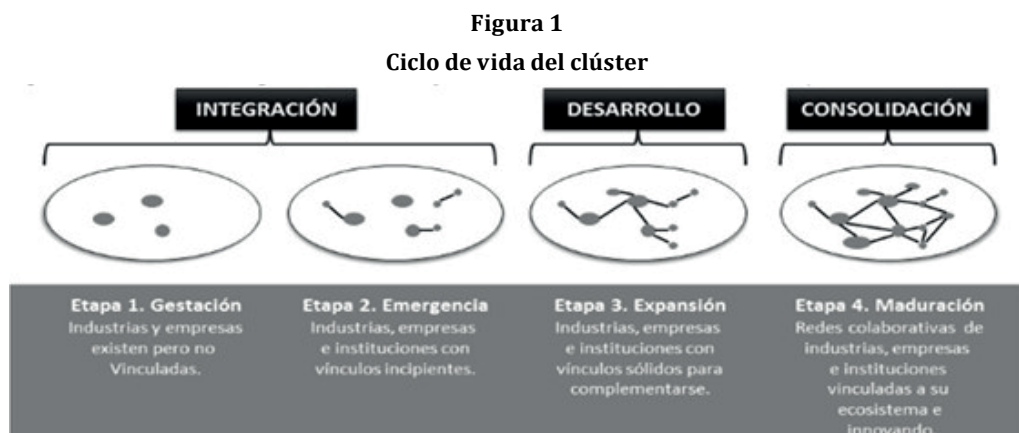 Figura 1
Ciclo de vida del clúster
INTEGRACIÓN
DESARROLLO
CONSOLIDACIÓN
Etapa 1. Gestación
Industrias y empresas
existen pero no
Vinculadas.
Etapa 2. Emergencia
Industrias, empresas
e instituciones con
vínculos incipientes.
Etapa 3. Expansión
Industrias, empresas
e instituciones con
vínculos sólidos para
complementarse.
Etapa 4. Maduración
Redes colaborativas de
industrias, empresas
e instituciones
vinculadas a su
ecosistema e
innovando